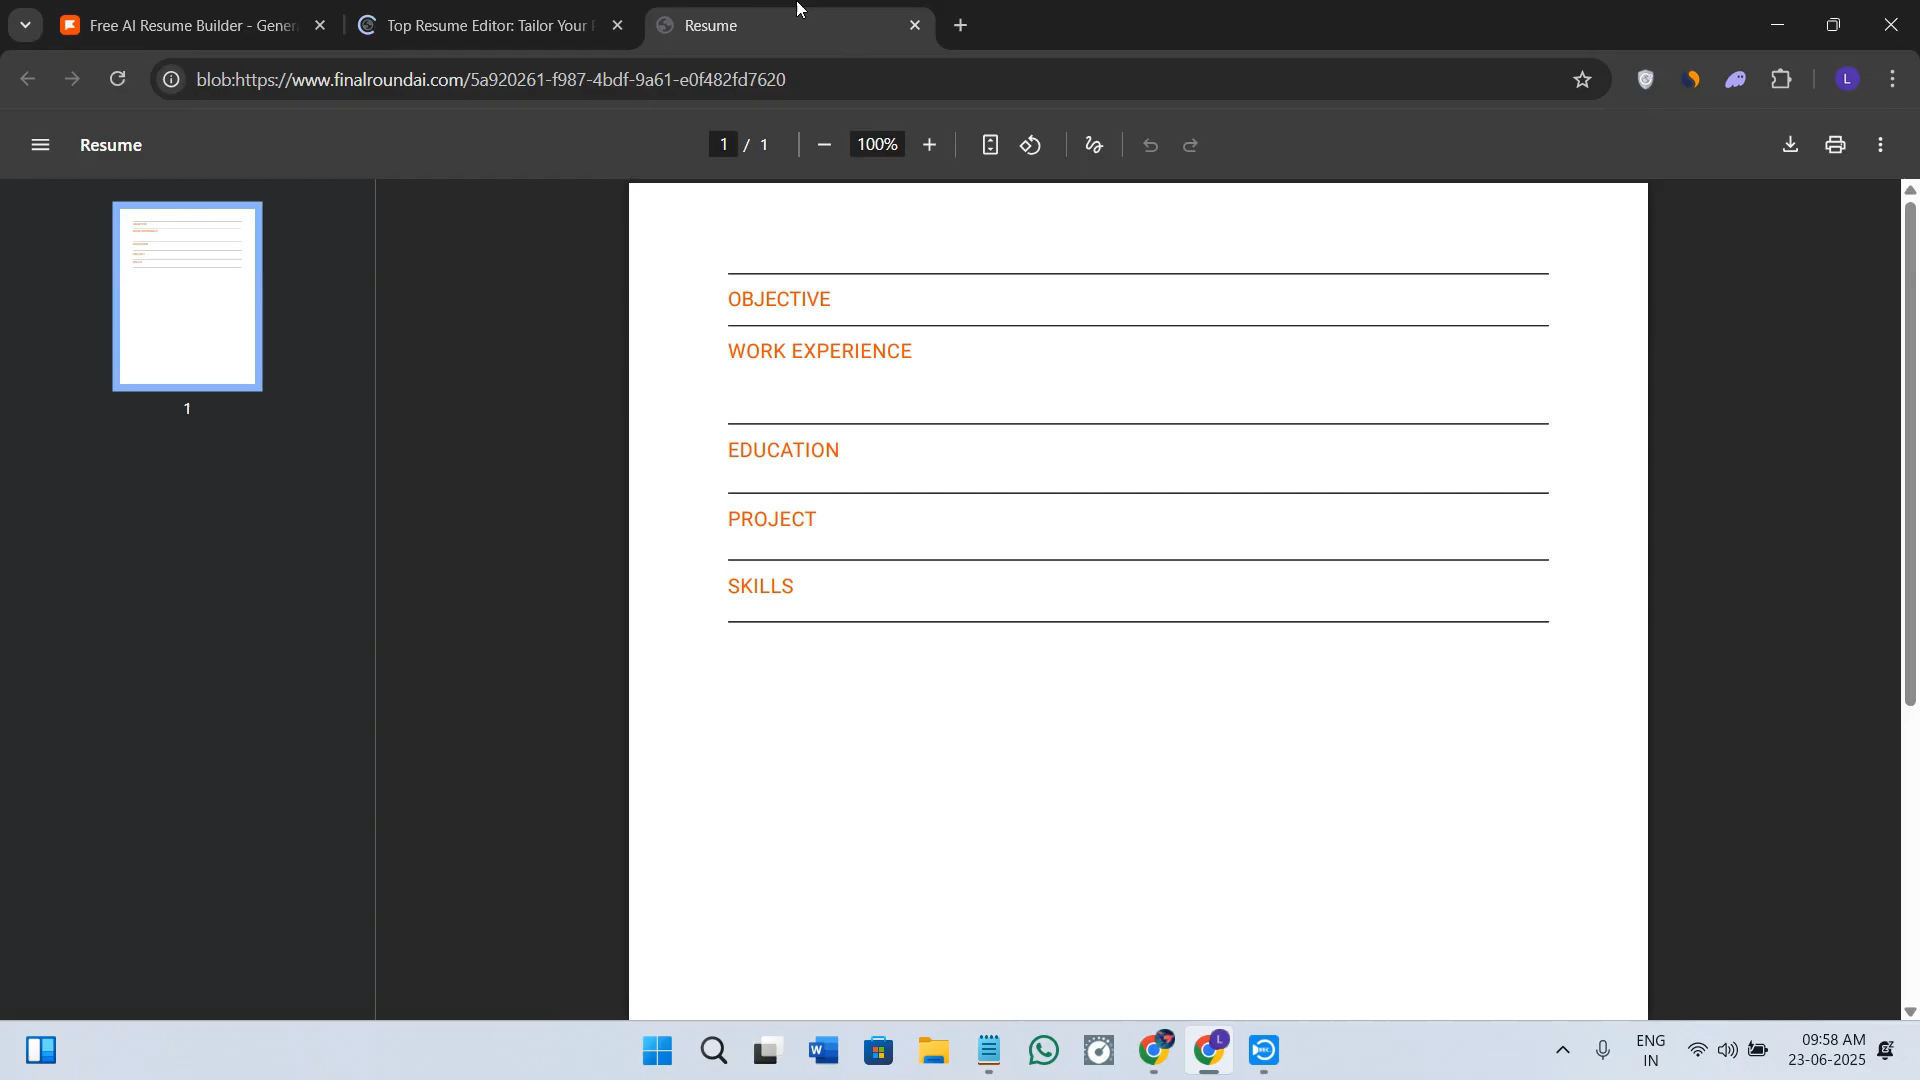 Free AI Resume Builder - Gener
Top Resume Editor: Tailor Your
Resume
blob:https://www.finalroundai.com/5a920261-f987-4bdf-9a61-e0f482fd7620
L
Resume
1 / 1
100%
OBJECTIVE
WORK EXPERIENCE
EDUCATION
PROJECT
SKILLS
1
ENG
IN
09:58 AM
23-06-2025